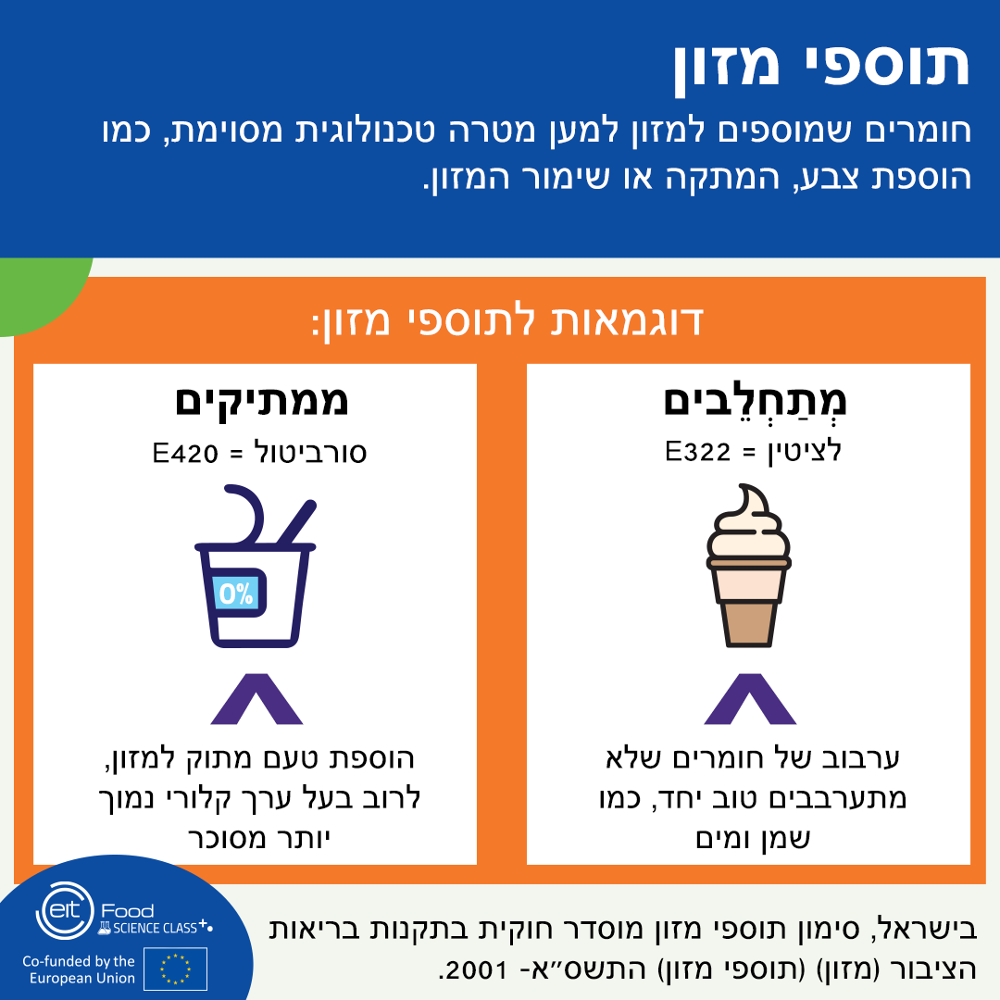 תוספי מזון
חומרים שמוספים למזון למען מטרה טכנולוגית מסוימת, כמו
הוספת צבע, המתקה או שימור המזון.
דוגמאות לתוספי מזון:
מְתַחְלֵבים
לציטין = E322
ערבוב של חומרים שלא
מתערבבים טוב יחד, כמו
שמן ומים
ממתיקים
סורביטול = E420
0%
הוספת טעם מתוק למזון,
לרוב בעל ערך קלורי נמוך
יותר מסוכר
בישראל, סימון תוספי מזון מוסדר חוקית בתקנות בריאות
הציבור (מזון) (תוספי מזון) התשס״א- 2001.
eit Food
SCIENCE CLASS+
Co-funded by the
European Union